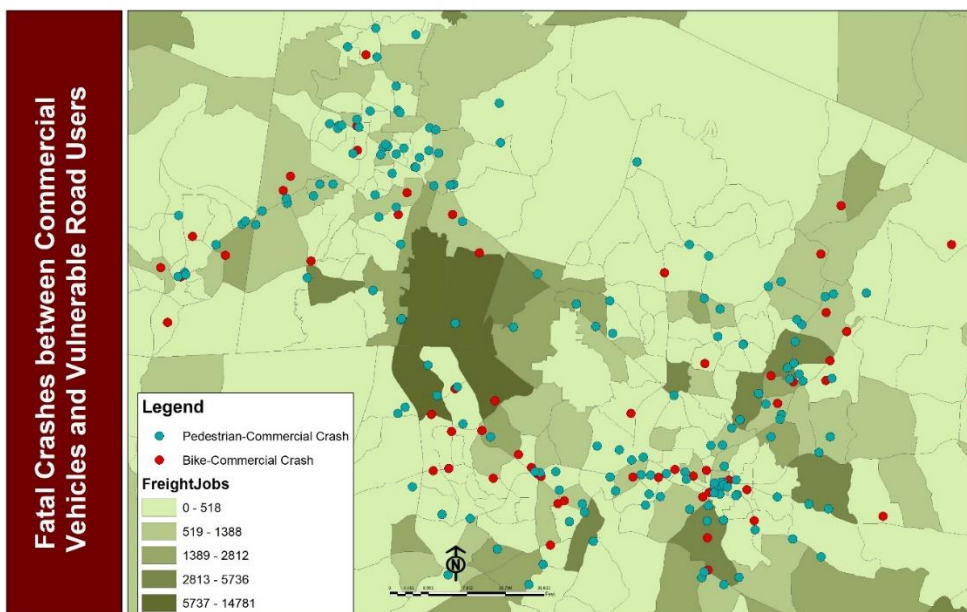 Fatal Crashes between Commercial
Vehicles and Vulnerable Road Users
Legend
Pedestrian-Commercial Crash
Bike-Commercial Crash
FreightJobs
0 - 518
519 - 1388
1389 - 2812
2813 - 5736
5737 - 14781
N